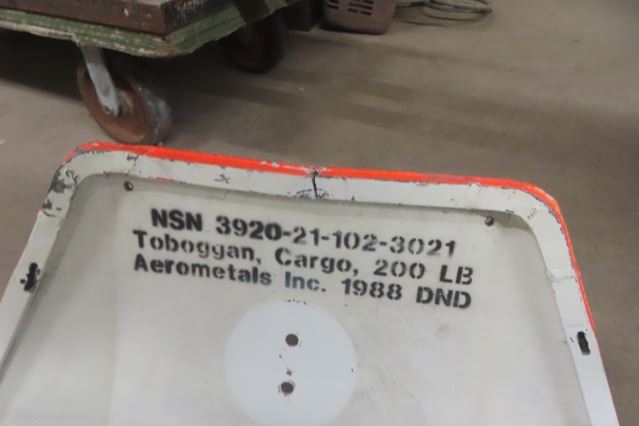 NSN 3920-21-102-3021
Toboggan, Cargo, 200 LB
Aerometals Inc. 1988 DND